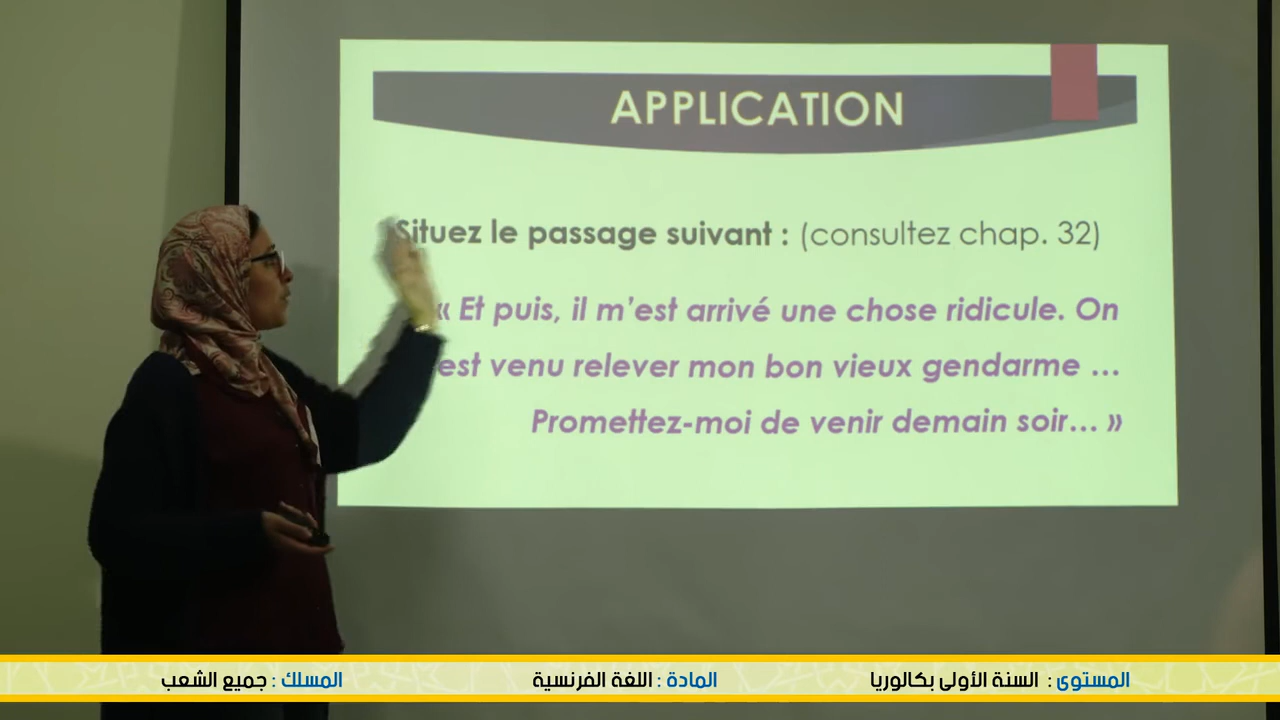 APPLICATION
Situez le passage suivant : (consultez chap. 32)
« Et puis, il m'est arrivé une chose ridicule. On
est venu relever mon bon vieux gendarme ...
Promettez-moi de venir demain soir... »
المستوى : السنة الأولى بكالوريا
المادة : اللغة الفرنسية
المسلك : جميع الشعب